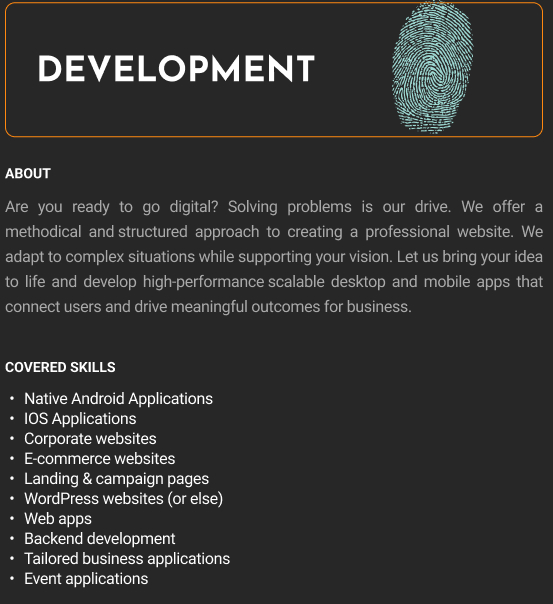 DEVELOPMENT
ABOUT
Are you ready to go digital? Solving problems is our drive. We offer a
methodical and structured approach to creating a professional website. We
adapt to complex situations while supporting your vision. Let us bring your idea
to life and develop high-performance scalable desktop and mobile apps that
connect users and drive meaningful outcomes for business.
COVERED SKILLS
• Native Android Applications
• IOS Applications
• Corporate websites
• E-commerce websites
• Landing & campaign pages
• WordPress websites (or else)
• Web apps
• Backend development
• Tailored business applications
• Event applications